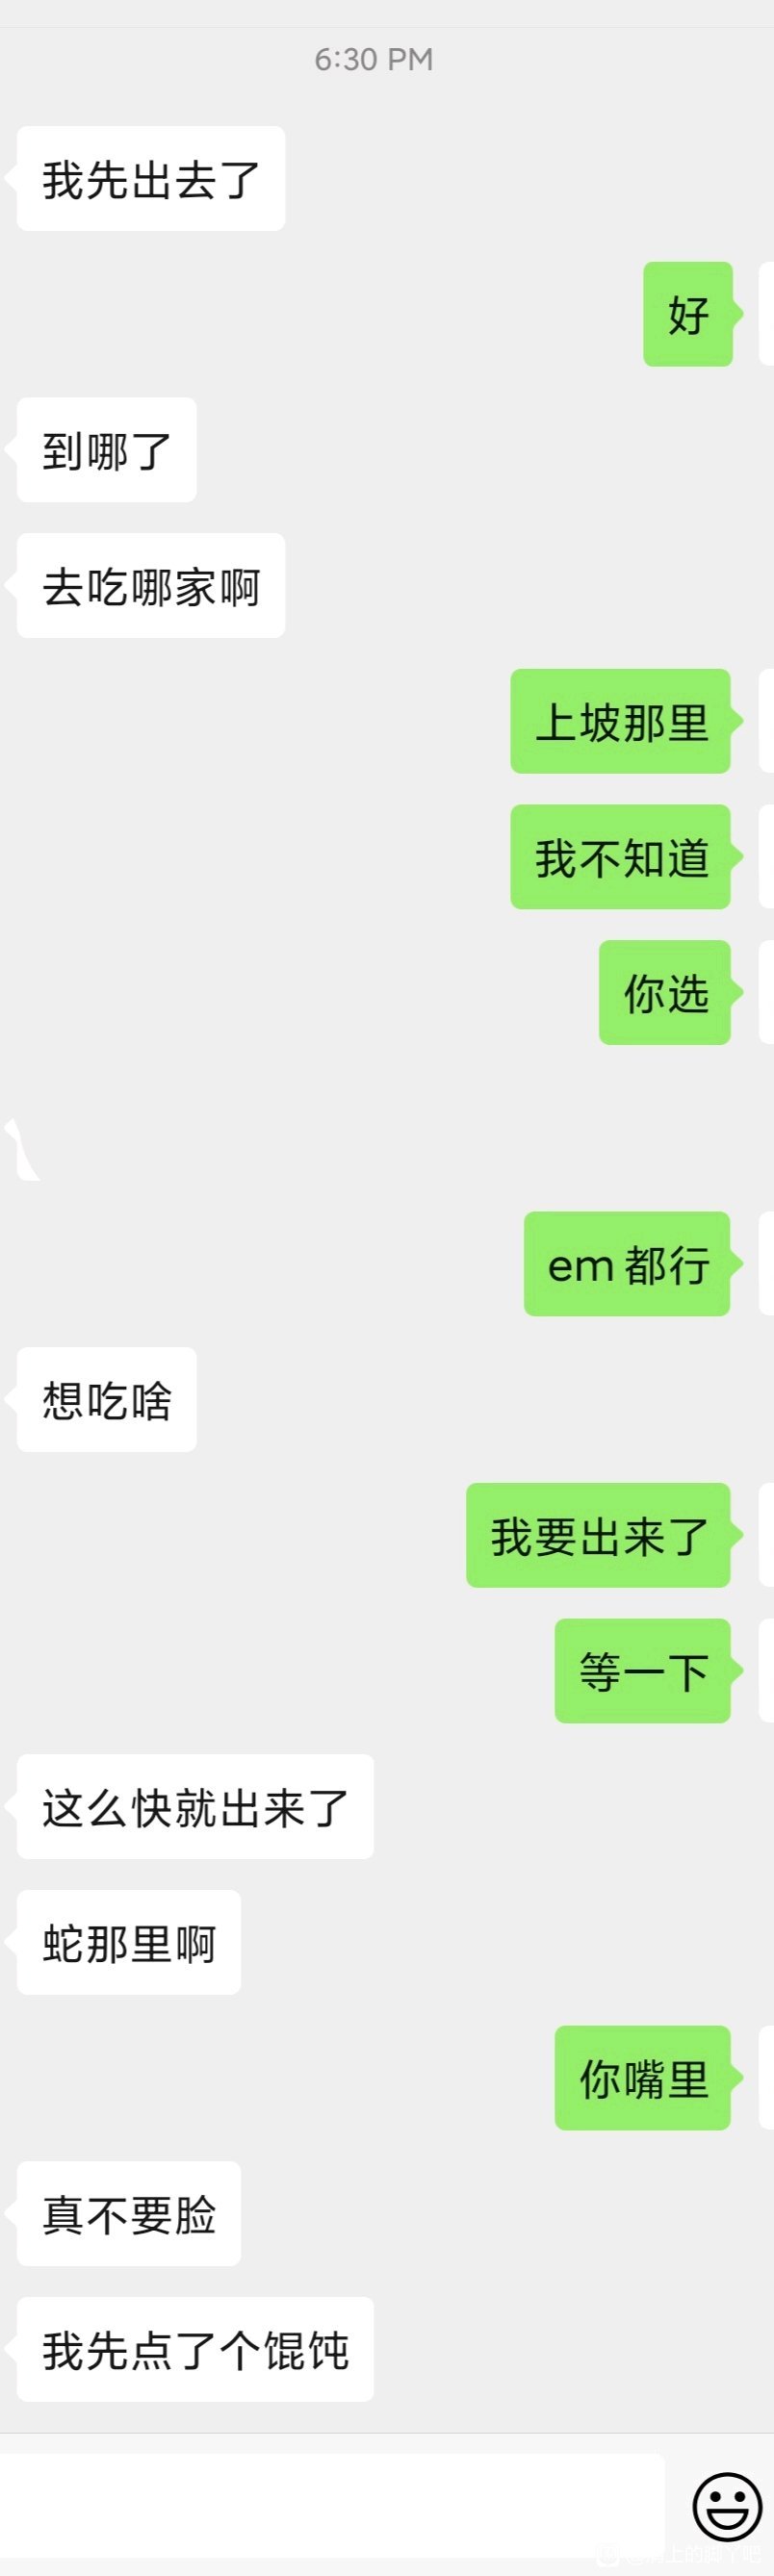 6:30 PM
我先出去了
好
到哪了
去吃哪家啊
上坡那里
我不知道
你选
em 都行
想吃啥
我要出来了
等一下
这么快就出来了
蛇那里啊
你嘴里
真不要脸
我先点了个馄饨